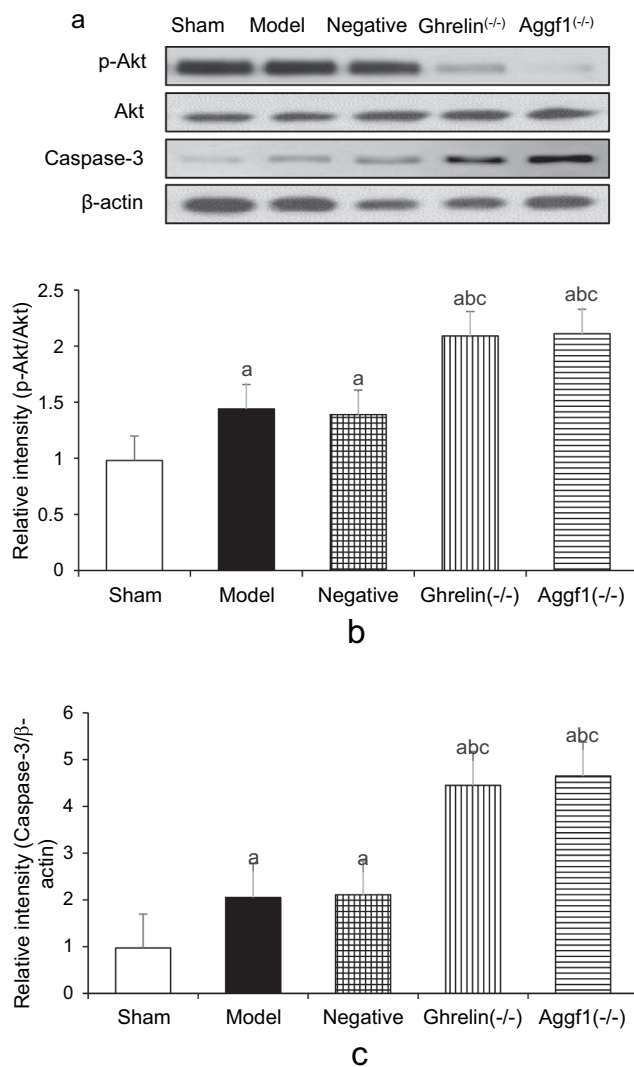 a
Sham Model Negative Ghrelin(-/-) Aggf1(-/-)
p-Akt
Akt
Caspase-3
β-actin
Relative intensity (p-Akt/Akt)
2.5
2
1.5
1
0.5
0
a
a
abc
abc
Sham Model Negative Ghrelin(-/-) Aggf1(-/-)
b
Relative intensity (Caspase-3/β-
actin)
6
5
4
3
2
1
0
a
a
abc
abc
Sham Model Negative Ghrelin(-/-) Aggf1(-/-)
c